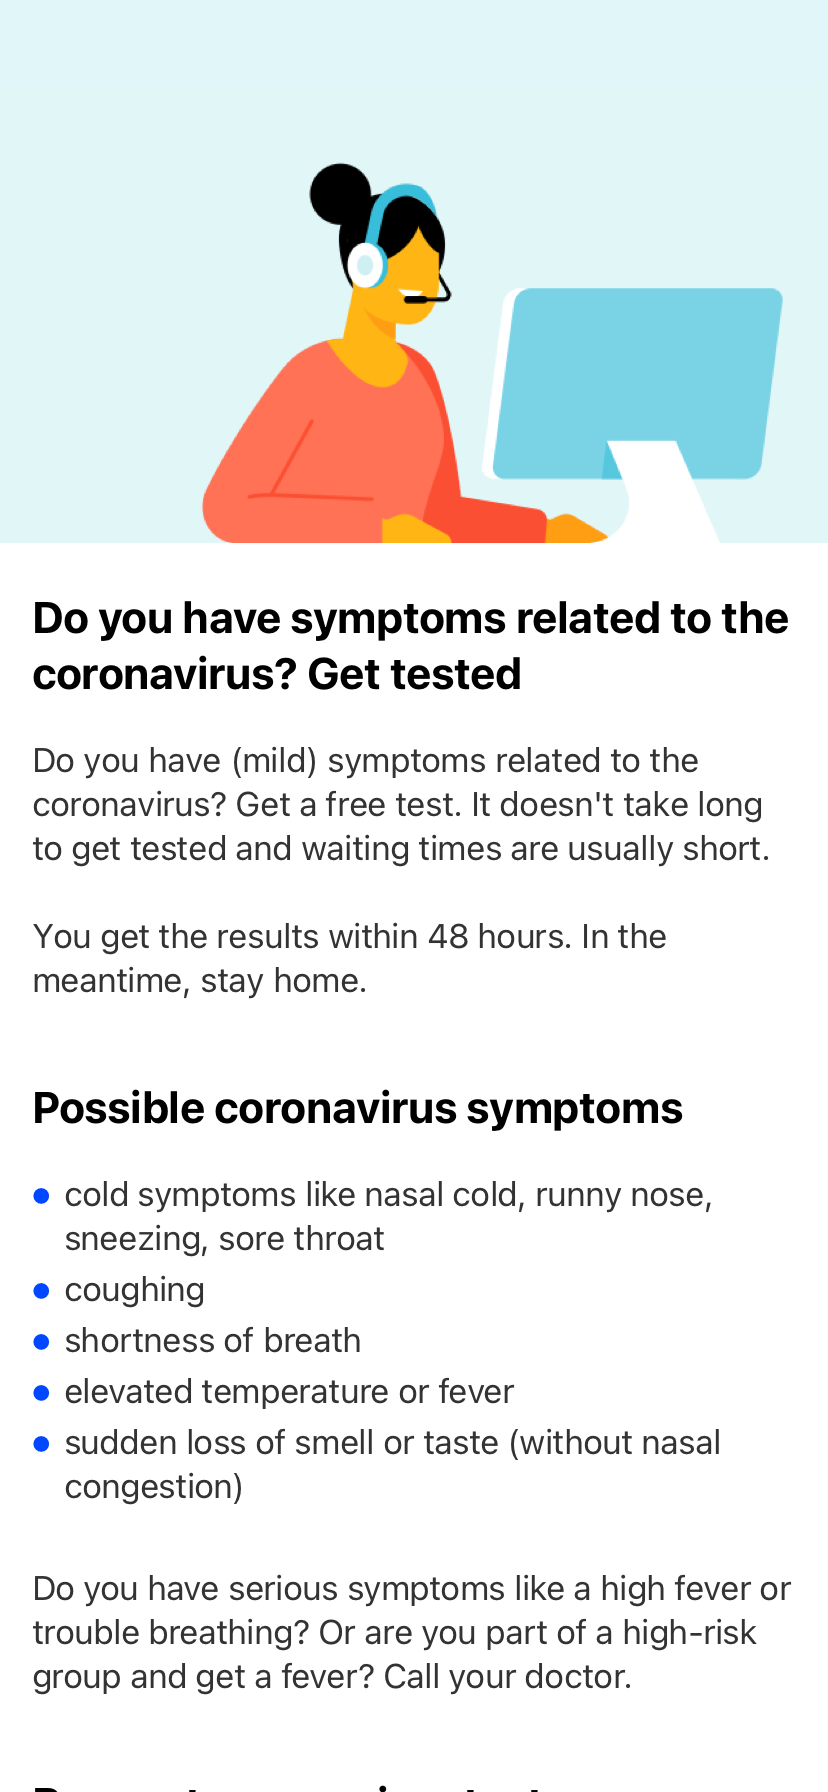 Do you have symptoms related to the
coronavirus? Get tested
Do you have (mild) symptoms related to the
coronavirus? Get a free test. It doesn't take long
to get tested and waiting times are usually short.
You get the results within 48 hours. In the
meantime, stay home.
Possible coronavirus symptoms
cold symptoms like nasal cold, runny nose,
sneezing, sore throat
coughing
shortness of breath
elevated temperature or fever
sudden loss of smell or taste (without nasal
congestion)
Do you have serious symptoms like a high fever or
trouble breathing? Or are you part of a high-risk
group and get a fever? Call your doctor.